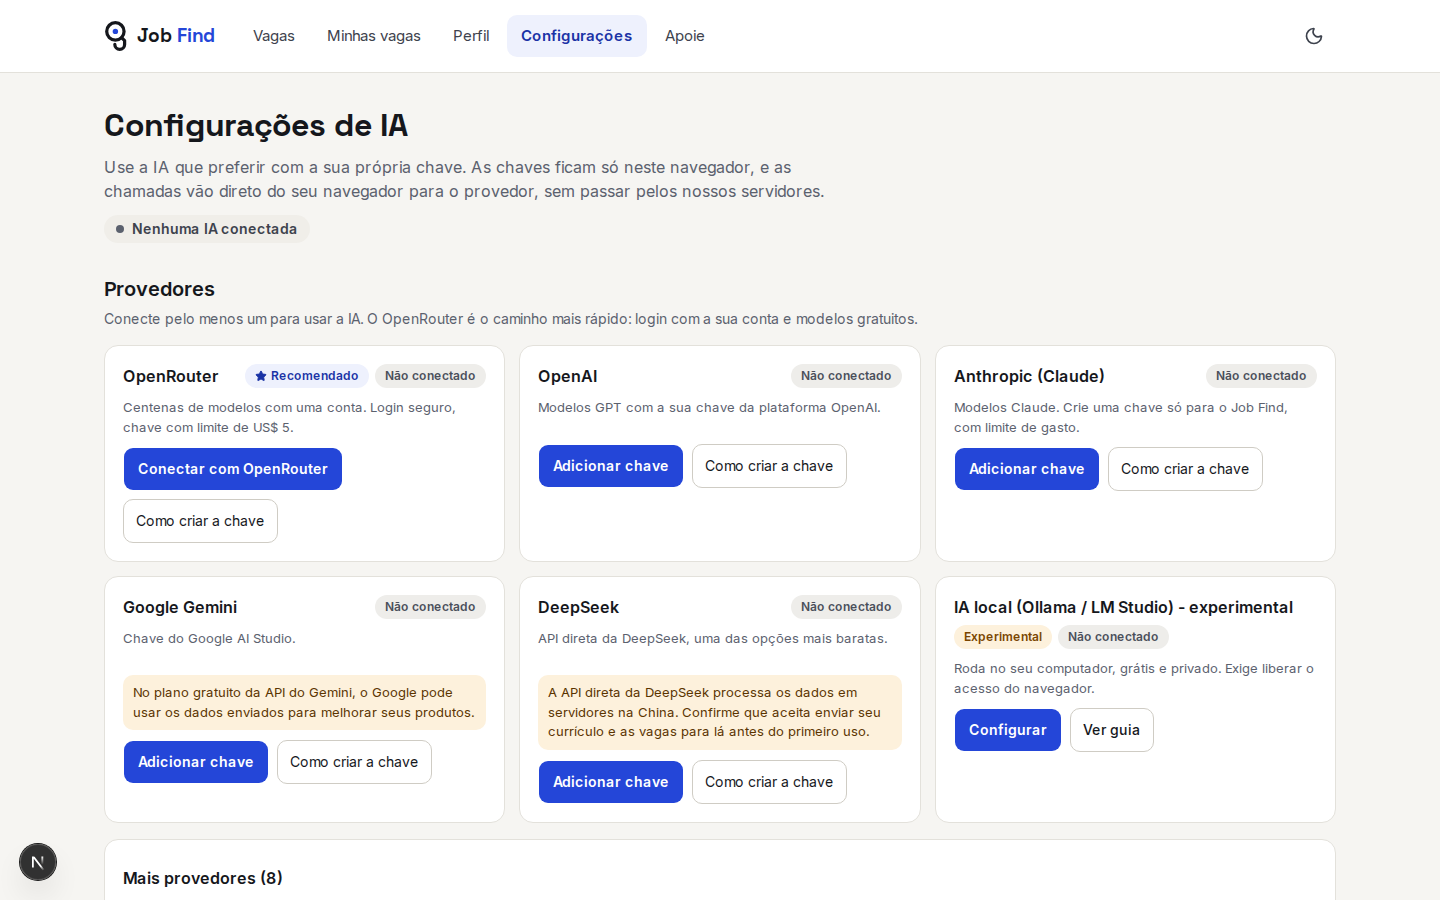 Job Find
Vagas
Minhas vagas
Perfil
Configurações
Apoie
Configurações de IA
Use a IA que preferir com a sua própria chave. As chaves ficam só neste navegador, e as
chamadas vão direto do seu navegador para o provedor, sem passar pelos nossos servidores.
Nenhuma IA conectada
Provedores
Conecte pelo menos um para usar a IA. O OpenRouter é o caminho mais rápido: login com a sua conta e modelos gratuitos.
OpenRouter
Recomendado
Não conectado
Centenas de modelos com uma conta. Login seguro,
chave com limite de US$ 5.
Conectar com OpenRouter
Como criar a chave
OpenAI
Não conectado
Modelos GPT com a sua chave da plataforma OpenAI.
Adicionar chave
Como criar a chave
Anthropic (Claude)
Não conectado
Modelos Claude. Crie uma chave só para o Job Find,
com limite de gasto.
Adicionar chave
Como criar a chave
Google Gemini
Não conectado
Chave do Google AI Studio.
No plano gratuito da API do Gemini, o Google pode
usar os dados enviados para melhorar seus produtos.
Adicionar chave
Como criar a chave
DeepSeek
Não conectado
API direta da DeepSeek, uma das opções mais baratas.
A API direta da DeepSeek processa os dados em
servidores na China. Confirme que aceita enviar seu
currículo e as vagas para lá antes do primeiro uso.
Adicionar chave
Como criar a chave
IA local (Ollama / LM Studio) - experimental
Experimental
Não conectado
Roda no seu computador, grátis e privado. Exige liberar o
acesso do navegador.
Configurar
Ver guia
Mais provedores (8)